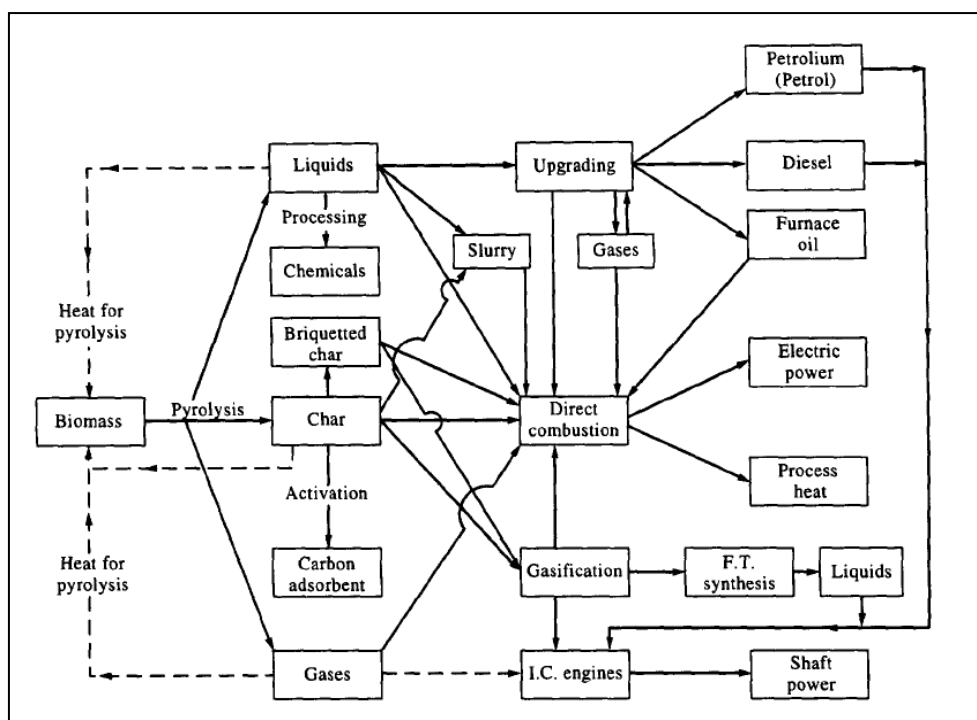 Petrolium
(Petrol)
Liquids
Upgrading
Diesel
Processing
Slurry
Gases
Furnace
oil
Chemicals
Heat for
pyrolysis
Briquetted
char
Electric
power
Biomass
Pyrolysis
Char
Direct
combustion
Process
heat
Activation
Heat for
pyrolysis
Carbon
adsorbent
Gasification
F.T.
synthesis
Liquids
Gases
I.C. engines
Shaft
power